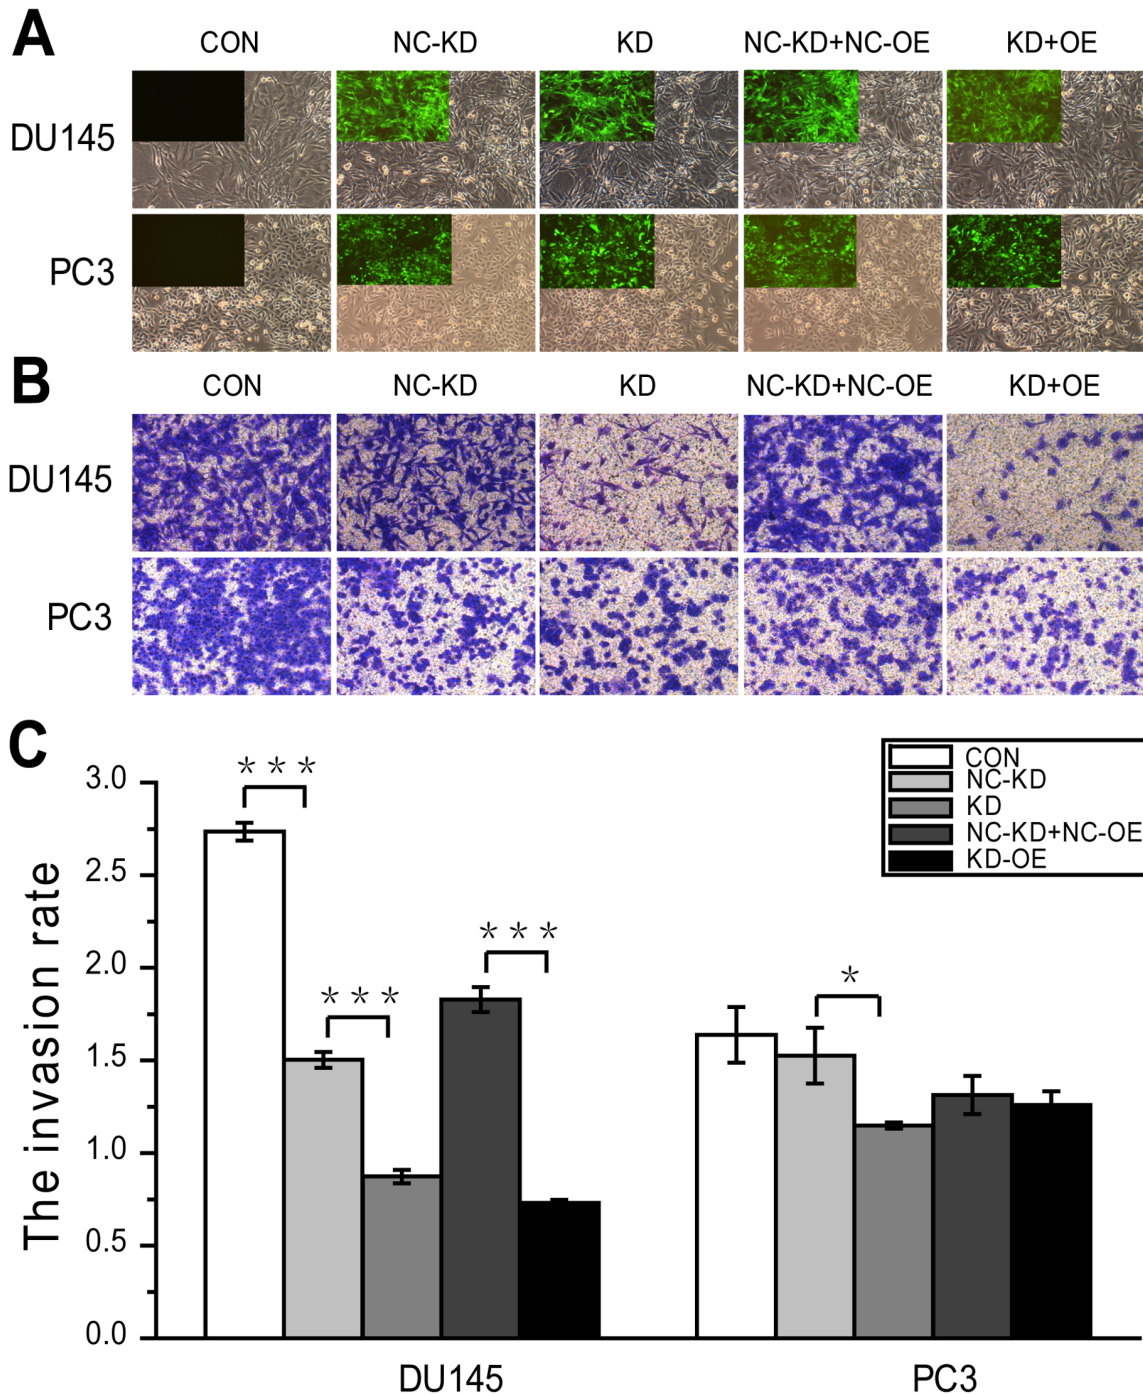 A
CON NC-KD KD NC-KD+NC-OE KD+OE
DU145
PC3
B
CON NC-KD KD NC-KD+NC-OE KD+OE
DU145
PC3
C
CON
NC-KD
KD
NC-KD+NC-OE
KD-OE
The invasion rate
3.0
2.5
2.0
1.5
1.0
0.5
0.0
* * *
* * *
* * *
*
DU145 PC3